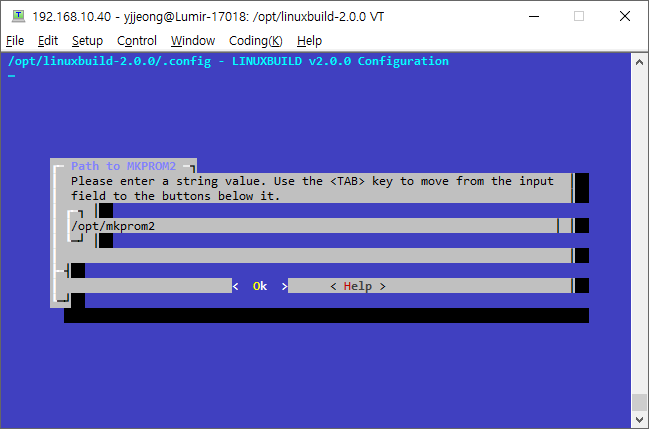 192.168.10.40 - yjjeong@Lumir-17018: /opt/linuxbuild-2.0.0 VT
File Edit Setup Control Window Coding(K) Help
/opt/linuxbuild-2.0.0/.config - LINUXBUILD v2.0.0 Configuration
Path to MKPROM2
Please enter a string value. Use the <TAB> key to move from the input
field to the buttons below it.
/opt/mkprom2
< Ok > < Help >